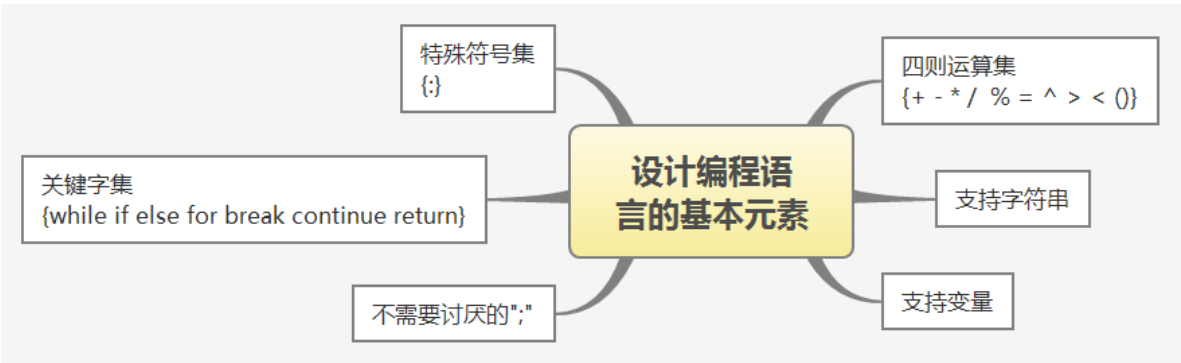 特殊符号集
{:}
四则运算集
{+ - * / % = ^ > < ()}
设计编程语
言的基本元素
关键字集
{while if else for break continue return}
支持字符串
不需要讨厌的";"
支持变量